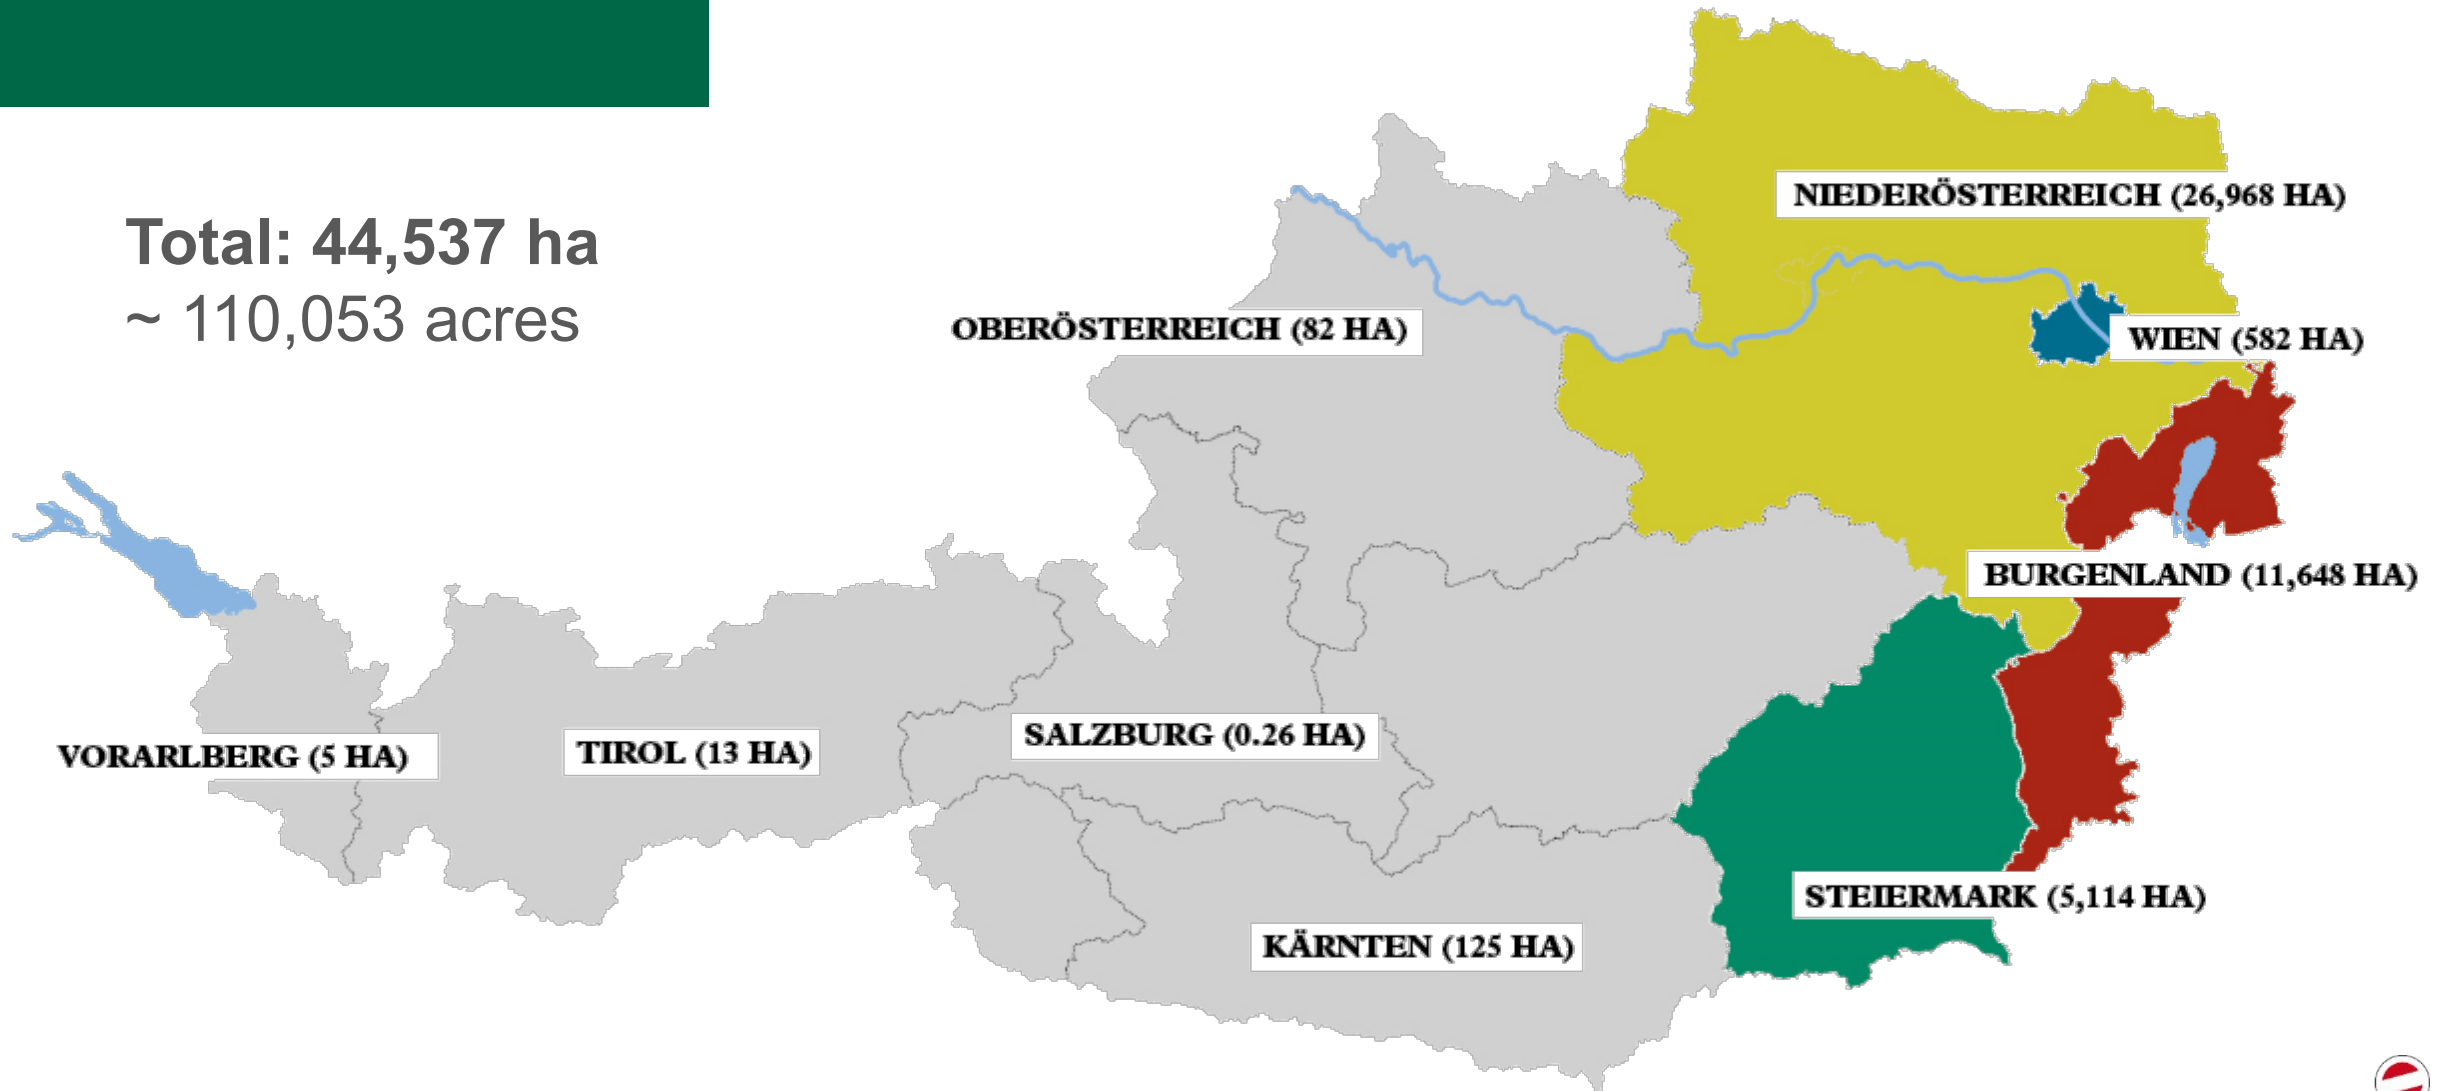 Total: 44,537 ha
~ 110,053 acres
NIEDERÖSTERREICH (26,968 HA)
OBERÖSTERREICH (82 HA)
WIEN (582 HA)
BURGENLAND (11,648 HA)
VORARLBERG (5 HA)
TIROL (13 HA)
SALZBURG (0.26 HA)
STEIERMARK (5,114 HA)
KÄRNTEN (125 HA)